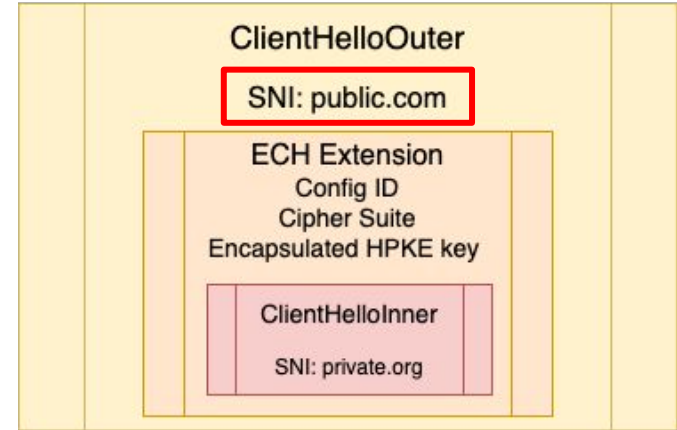 ClientHelloOuter
SNI: public.com
ECH Extension
Config ID
Cipher Suite
Encapsulated HPKE key
ClientHelloInner
SNI: private.org